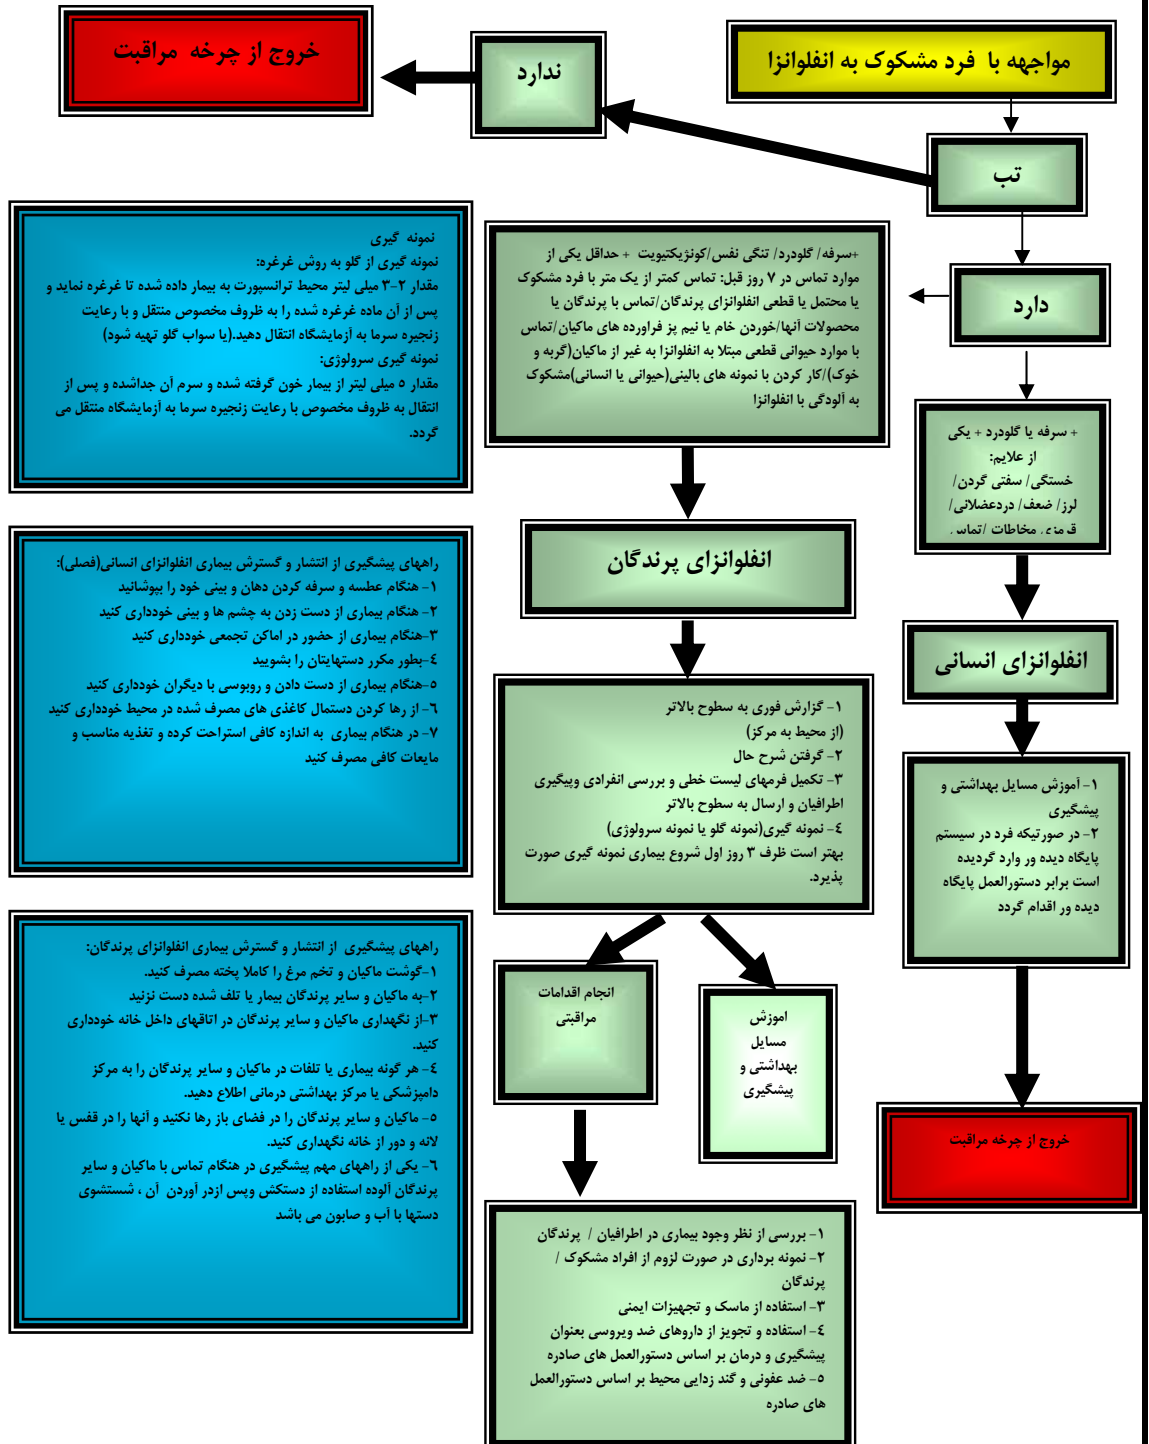 مواجهه با فرد مشکوک به انفلوانزا
ندارد
خروج از چرخه مراقبت
تب
دارد
+سرفه/ گلودرد/ تنگی نفس/کونژیکتیویت + حداقل یکی از
موارد تماس در ۷ روز قبل: تماس کمتر از یک متر با فرد مشکوک
یا محتمل یا قطعی انفلوانزای پرندگان/تماس با پرندگان یا
محصولات آنها/خوردن خام یا نیم پز فراورده های ماکیان/تماس
با موارد حیوانی قطعی مبتلا به انفلوانزا به غیر از ماکیان(گربه و
خوک)/کار کردن با نمونه های بالینی(حیوانی یا انسانی)مشکوک
به آلودگی با انفلوانزا
نمونه گیری
نمونه گیری از گلو به روش غرغره:
مقدار ۲-۳ میلی لیتر محیط ترانسپورت به بیمار داده شده تا غرغره نماید و
پس از آن ماده غرغره شده را به ظروف مخصوص منتقل و با رعایت
زنجیره سرما به آزمایشگاه انتقال دهید.(یا سواب گلو تهیه شود)
نمونه گیری سرولوژی:
مقدار ۵ میلی لیتر از بیمار خون گرفته شده و سرم آن جداشده و پس از
انتقال به ظروف مخصوص با رعایت زنجیره سرما به آزمایشگاه منتقل می
گردد.
+ سرفه یا گلودرد + یکی
از علایم:
خستگی/ سفتی گردن/
لرز/ ضعف/ دردعضلانی/
قرمزی مخاطات /تماس
انفلوانزای پرندگان
انفلوانزای انسانی
راههای پیشگیری از انتشار و گسترش بیماری انفلوانزای انسانی(فصلی):
۱- هنگام عطسه و سرفه کردن دهان و بینی خود را بپوشانید
۲- هنگام بیماری از دست زدن به چشم ها و بینی خودداری کنید
۳-هنگام بیماری از حضور در اماکن تجمعی خودداری کنید
٤-بطور مکرر دستهایتان را بشویید
۵-هنگام بیماری از دست دادن و روبوسی با دیگران خودداری کنید
٦- از رها کردن دستمال کاغذی های مصرف شده در محیط خودداری کنید
۷- در هنگام بیماری به اندازه کافی استراحت کرده و تغذیه مناسب و
مایعات کافی مصرف کنید
۱- گزارش فوری به سطوح بالاتر
(از محیط به مرکز)
۲- گرفتن شرح حال
۳- تکمیل فرمهای لیست خطی و بررسی انفرادی وپیگیری
اطرافیان و ارسال به سطوح بالاتر
٤- نمونه گیری(نمونه گلو یا نمونه سرولوژی)
بهتر است ظرف ۳ روز اول شروع بیماری نمونه گیری صورت
پذیرد.
۱- آموزش مسایل بهداشتی و
پیشگیری
۲- در صورتیکه فرد در سیستم
پایگاه دیده ور وارد گردیده
است برابر دستورالعمل پایگاه
دیده ور اقدام گردد
راههای پیشگیری از انتشار و گسترش بیماری انفلوانزای پرندگان:
۱-گوشت ماکیان و تخم مرغ را کاملا پخته مصرف کنید.
۲-به ماکیان و سایر پرندگان بیمار یا تلف شده دست نزنید
۳-از نگهداری ماکیان و سایر پرندگان در اتاقهای داخل خانه خودداری
کنید.
٤- هر گونه بیماری یا تلفات در ماکیان و سایر پرندگان را به مرکز
دامپزشکی یا مرکز بهداشتی درمانی اطلاع دهید.
۵- ماکیان و سایر پرندگان را در فضای باز رها نکنید و آنها را در قفس یا
لانه و دور از خانه نگهداری کنید.
٦- یکی از راههای مهم پیشگیری در هنگام تماس با ماکیان و سایر
پرندگان آلوده استفاده از دستکش وپس ازدر آوردن آن ، شستشوی
دستها با آب و صابون می باشد
انجام اقدامات
مراقبتی
اموزش
مسایل
بهداشتی و
پیشگیری
خروج از چرخه مراقبت
۱- بررسی از نظر وجود بیماری در اطرافیان / پرندگان
۲- نمونه برداری در صورت لزوم از افراد مشکوک /
پرندگان
۳- استفاده از ماسک و تجهیزات ایمنی
٤- استفاده و تجویز از داروهای ضد ویروسی بعنوان
پیشگیری و درمان بر اساس دستورالعمل های صادره
۵- ضد عفونی و گند زدایی محیط بر اساس دستورالعمل
های صادره